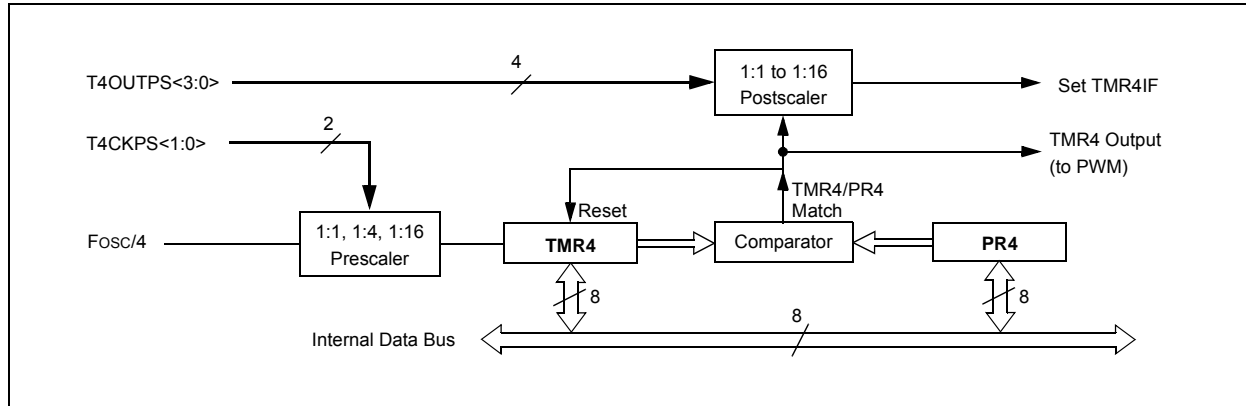 T4OUTPS<3:0>
4
1:1 to 1:16
Postscaler
Set TMR4IF
T4CKPS<1:0>
2
TMR4 Output
(to PWM)
TMR4/PR4
Match
Reset
FOSC/4
1:1, 1:4, 1:16
Prescaler
TMR4
Comparator
PR4
8
8
8
Internal Data Bus